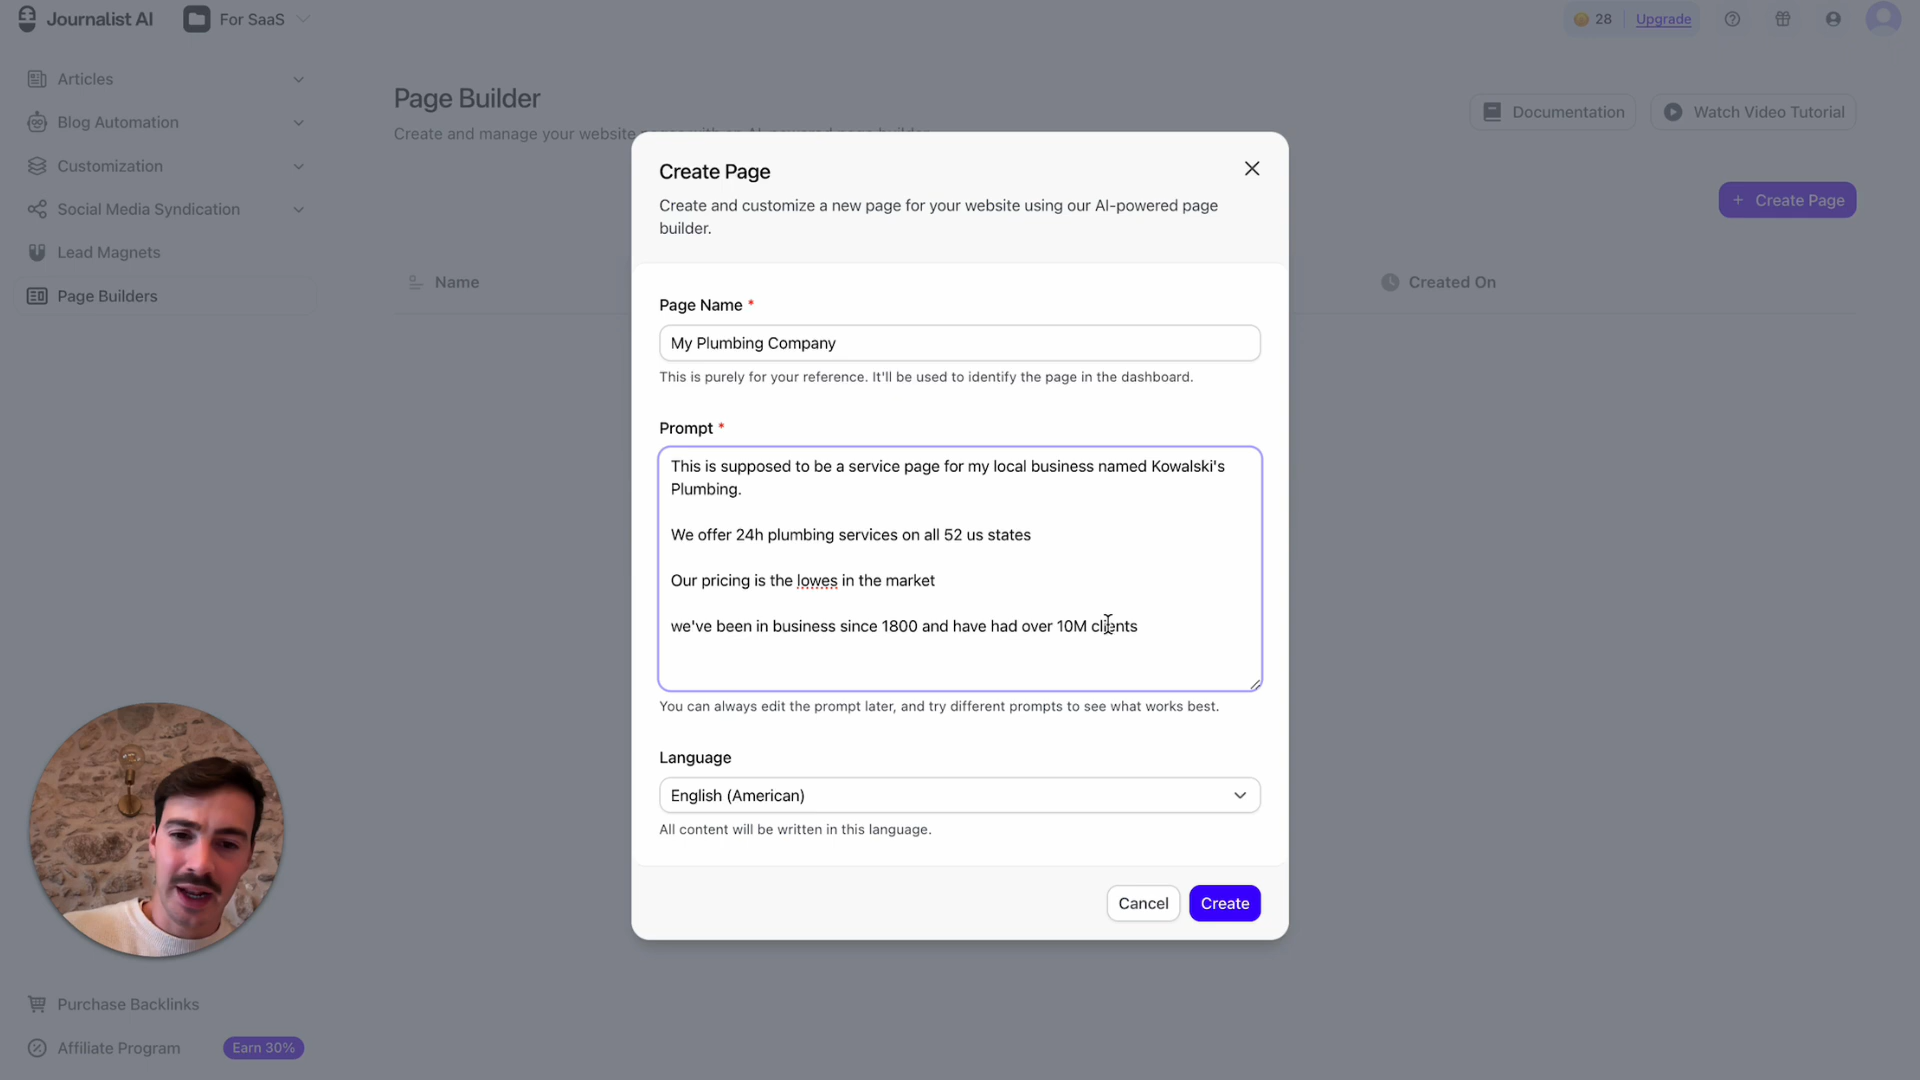 Journalist AI
For SaaS
28
Upgrade
Articles
Blog Automation
Customization
Social Media Syndication
Lead Magnets
Page Builders
Purchase Backlinks
Affiliate Program
Earn 30%
Page Builder
Create and manage your website pages with an AI-powered page builder.
Documentation
Watch Video Tutorial
+ Create Page
Name
Created On
Create Page
Create and customize a new page for your website using our AI-powered page
builder.
Page Name *
My Plumbing Company
This is purely for your reference. It'll be used to identify the page in the dashboard.
Prompt *
This is supposed to be a service page for my local business named Kowalski's
Plumbing.
We offer 24h plumbing services on all 52 us states
Our pricing is the lowes in the market
we've been in business since 1800 and have had over 10M clients
You can always edit the prompt later, and try different prompts to see what works best.
Language
English (American)
All content will be written in this language.
Cancel
Create